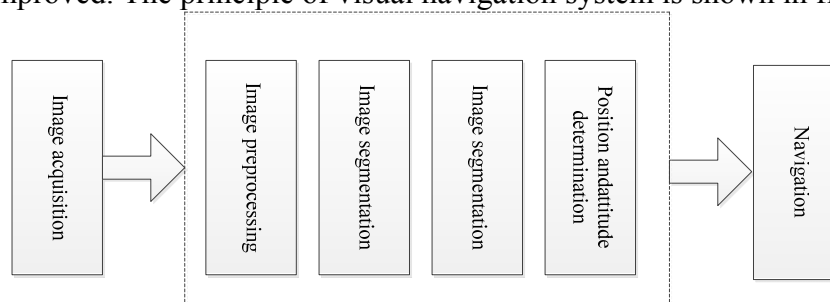 mproved. The principle of visual navigation system is shown in
Image acquisition
Image preprocessing
Image segmentation
Image segmentation
Position andattitude
determination
Navigation